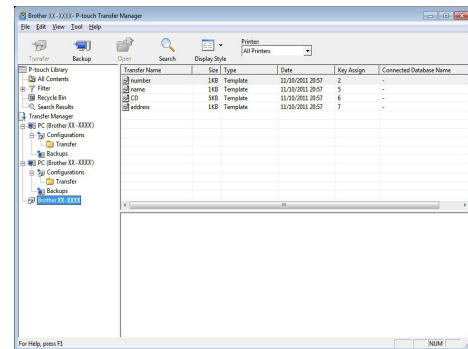 Brother XX-XXXX- P-touch Transfer Manager
File Edit View Tool Help
Transfer Backup Open Search Display Style
Printer:
All Printers
P-touch Library
All Contents
Filter
Recycle Bin
Search Results
Transfer Manager
PC (Brother XX-XXXX)
Configurations
Transfer
Backups
PC (Brother XX-XXXX)
Configurations
Transfer
Backups
Brother XX-XXXX
Transfer Name Size Type Date Key Assign Connected Database Name
number 1KB Template 11/10/2011 20:57 2 -
name 1KB Template 11/10/2011 20:57 5 -
CD 5KB Template 11/10/2011 20:57 6 -
address 1KB Template 11/10/2011 20:57 7 -
For Help, press F1
NUM